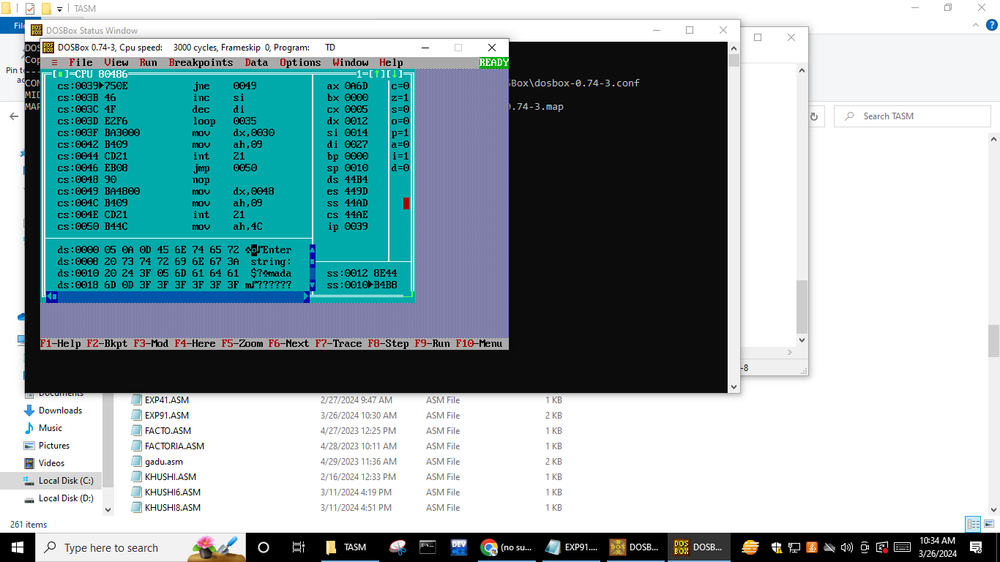 TASM
File
DOSBox Status Window
DOSBox 0.74-3, Cpu speed: 3000 cycles, Frameskip 0, Program: TD
≡ File View Run Breakpoints Data Options Window Help READY
[■]=CPU 80486 1=[↑][↓]
cs:0039►750E jne 0049 ax 0A6D c=0
cs:003B 46 inc si bx 0000 z=1
cs:003C 4F dec di cx 0005 s=0
cs:003D E2F6 loop 0035 dx 0012 o=0
cs:003F BA3000 mov dx,0030 si 0014 p=1
cs:0042 B409 mov ah,09 di 0027 a=0
cs:0044 CD21 int 21 bp 0000 i=1
cs:0046 EB08 jmp 0050 sp 0010 d=0
cs:0048 90 nop ds 44B4
cs:0049 BA4800 mov dx,0048 es 449D
cs:004C B409 mov ah,09 ss 44AD
cs:004E CD21 int 21 cs 44AE
cs:0050 B44C mov ah,4C ip 0039
ds:0000 05 0A 0D 45 6E 74 65 72 ♣◙♪Enter
ds:0008 20 73 74 72 69 6E 67 3A string:
ds:0010 20 24 3F 05 6D 61 64 61 $?♣mada ss:0012 8E44
ds:0018 6D 0D 3F 3F 3F 3F 3F 3F m♪?????? ss:0010►B4B8
F1-Help F2-Bkpt F3-Mod F4-Here F5-Zoom F6-Next F7-Trace F8-Step F9-Run F10-Menu
Box\dosbox-0.74-3.conf
0.74-3.map
Pin to
Search TASM
-8
Documents
Downloads
Music
Pictures
Videos
Local Disk (C:)
Local Disk (D:)
EXP41.ASM 2/27/2024 9:47 AM ASM File 1 KB
EXP91.ASM 3/26/2024 10:30 AM ASM File 2 KB
FACTO.ASM 4/27/2023 12:25 PM ASM File 1 KB
FACTORIA.ASM 4/28/2023 10:11 AM ASM File 1 KB
gadu.asm 4/29/2023 11:36 AM ASM File 2 KB
KHUSHI.ASM 2/16/2024 12:33 PM ASM File 1 KB
KHUSHI6.ASM 3/11/2024 4:19 PM ASM File 1 KB
KHUSHI8.ASM 3/11/2024 4:51 PM ASM File 1 KB
261 items
Type here to search
TASM
DEV
(no su...
EXP91....
DOSB...
DOSB...
10:34 AM
3/26/2024